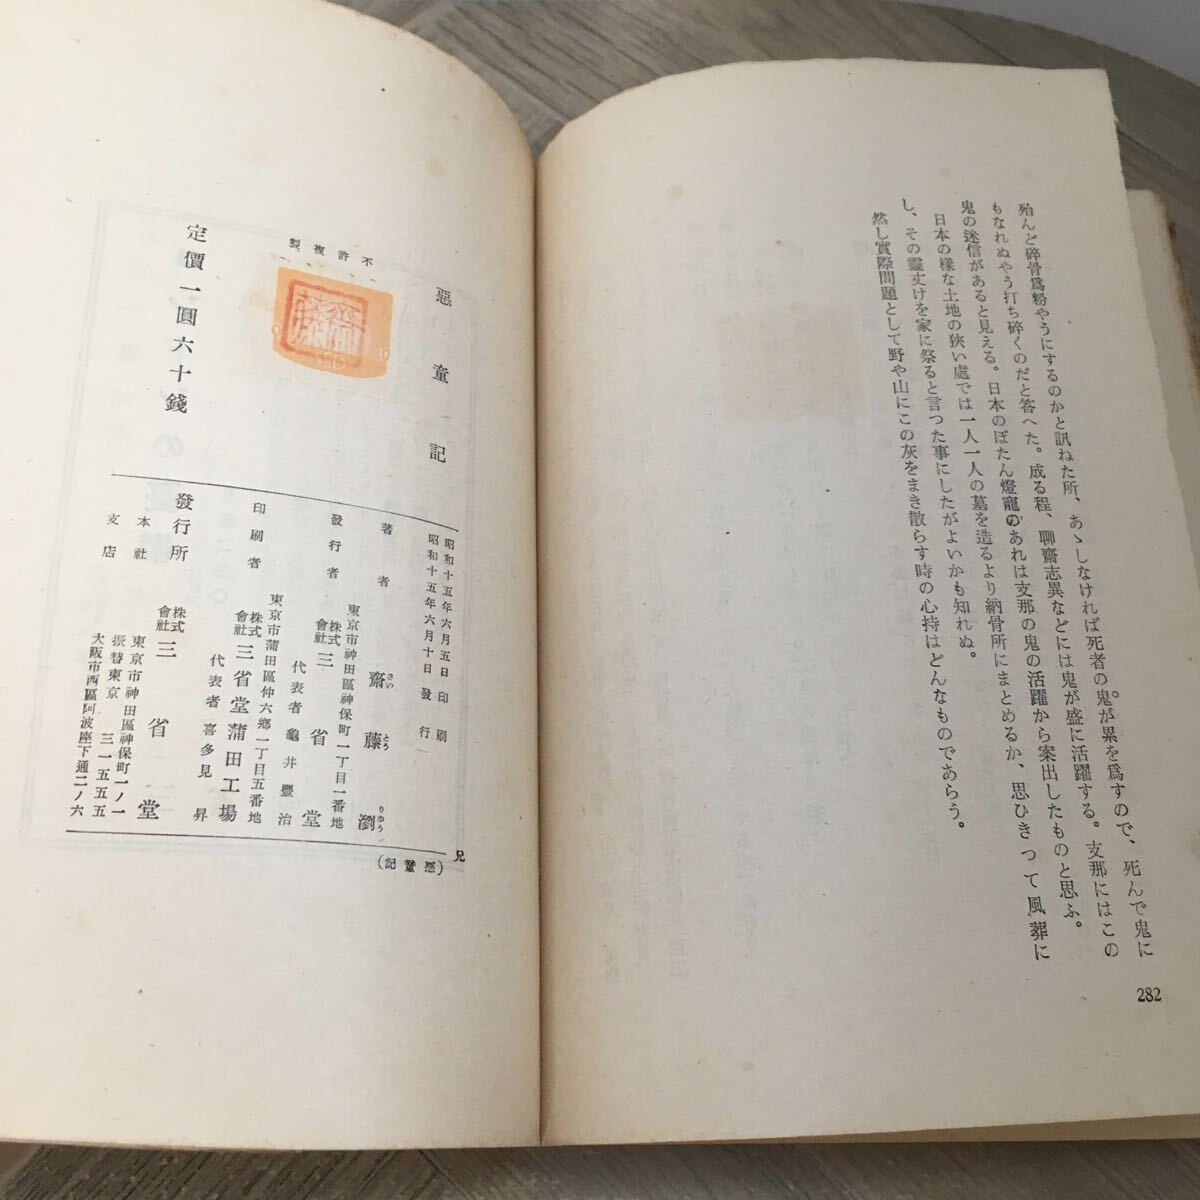 殆んど碎骨爲粉やうにするのかと訊ねた所、あゝしなければ死者の鬼が累を爲すので、死んで鬼に
もなれぬやう打ち碎くのだと答へた。成る程、聊齋志異などには鬼が盛に活躍する。支那にはこの
鬼の迷信があると見える。日本のぼたん燈寵のあれは支那の鬼の活躍から案出したものと思ふ。
日本の樣な土地の狹い處では一人一人の墓を造るより納骨所にまとめるか、思ひきつて風葬に
し、その靈丈けを家に祭ると言つた事にしたがよいかも知れぬ。
然し實際問題として野や山にこの灰をまき散らす時の心持はどんなものであらう。
282
惡童記
不許複製
定價一圓六十錢
昭和十五年六月五日印刷
昭和十五年六月十日發行
著者 齋藤瀏
さい とう りゆう
東京市神田區神保町一丁目一番地
發行者 株式會社 三省堂
代表者 龜井豐治
東京市蒲田區仲六鄕一丁目五番地
印刷者 株式會社 三省堂蒲田工場
代表者 喜多見昇
發行所 株式會社 三省堂
本社 東京市神田區神保町一ノ一
振替東京 三一五五五
支店 大阪市西區阿波座下通二ノ六
(惡童記)
兄